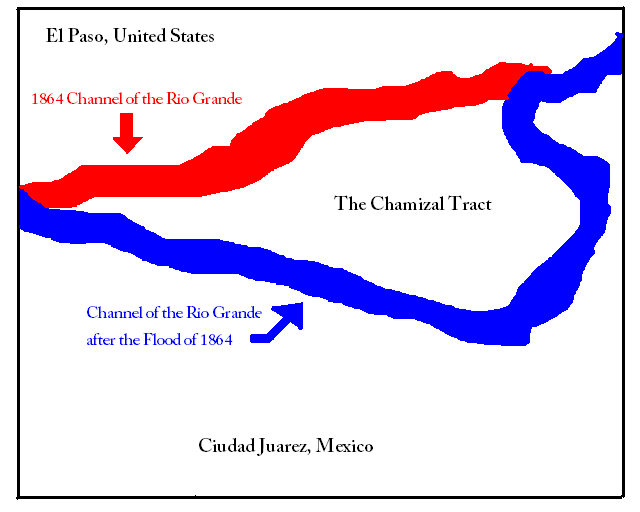 El Paso, United States
1864 Channel of the Rio Grande
The Chamizal Tract
Channel of the Rio Grande
after the Flood of 1864
Ciudad Juarez, Mexico